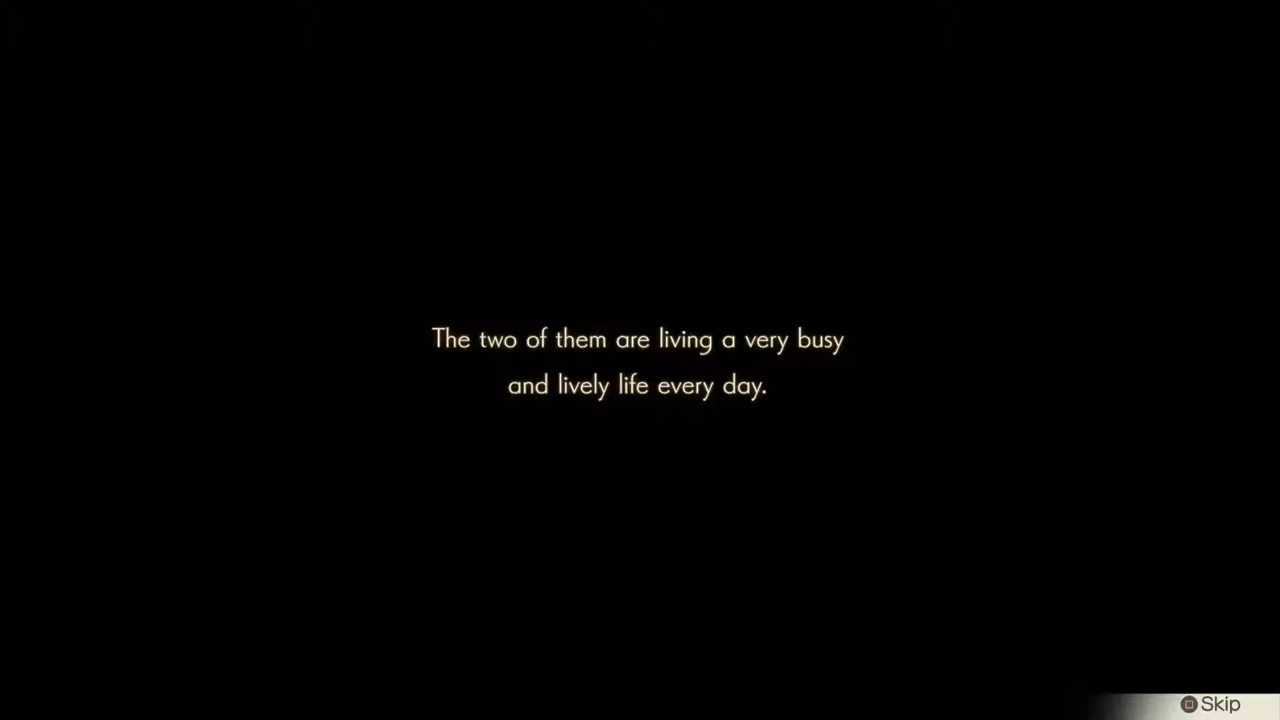 The two of them are living a very busy
and lively life every day.
Skip